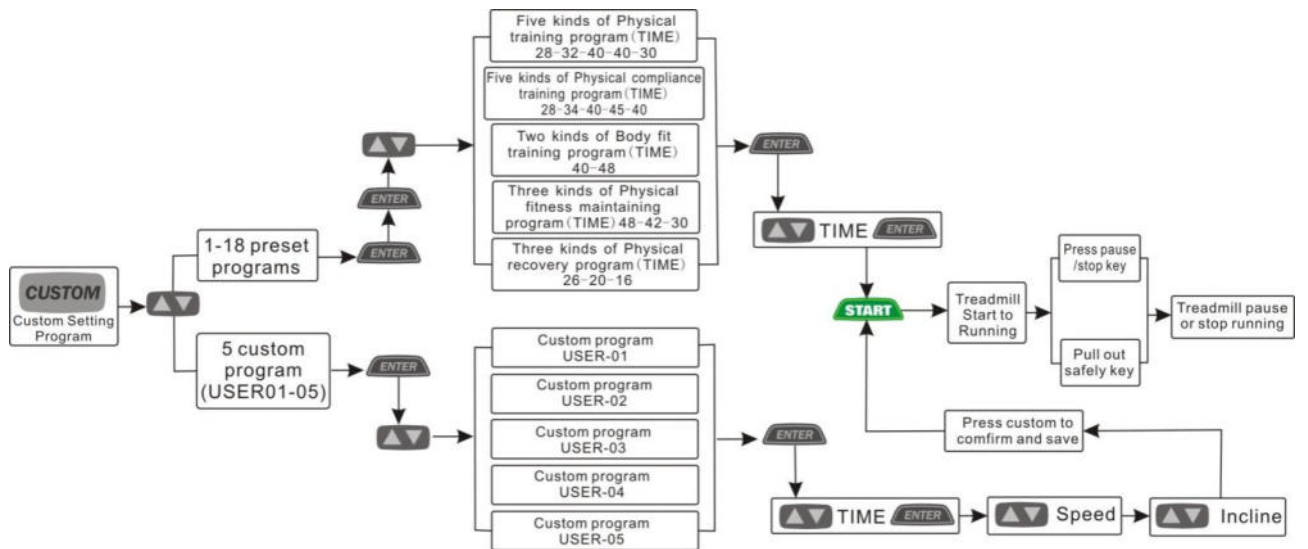 CUSTOM
Custom Setting
Program
1-18 preset
programs
ENTER
ENTER
5 custom
program
(USER01-05)
ENTER
Five kinds of Physical
training program(TIME)
28-32-40-40-30
Five kinds of Physical compliance
training program(TIME)
28-34-40-45-40
Two kinds of Body fit
training program(TIME)
40-48
Three kinds of Physical
fitness maintaining
program(TIME) 48-42-30
Three kinds of Physical
recovery program(TIME)
26-20-16
ENTER
TIME ENTER
START
Treadmill
Start to
Running
Press pause
/stop key
Pull out
safely key
Treadmill pause
or stop running
Custom program
USER-01
Custom program
USER-02
Custom program
USER-03
Custom program
USER-04
Custom program
USER-05
ENTER
TIME ENTER
Speed
Incline
Press custom to
comfirm and save